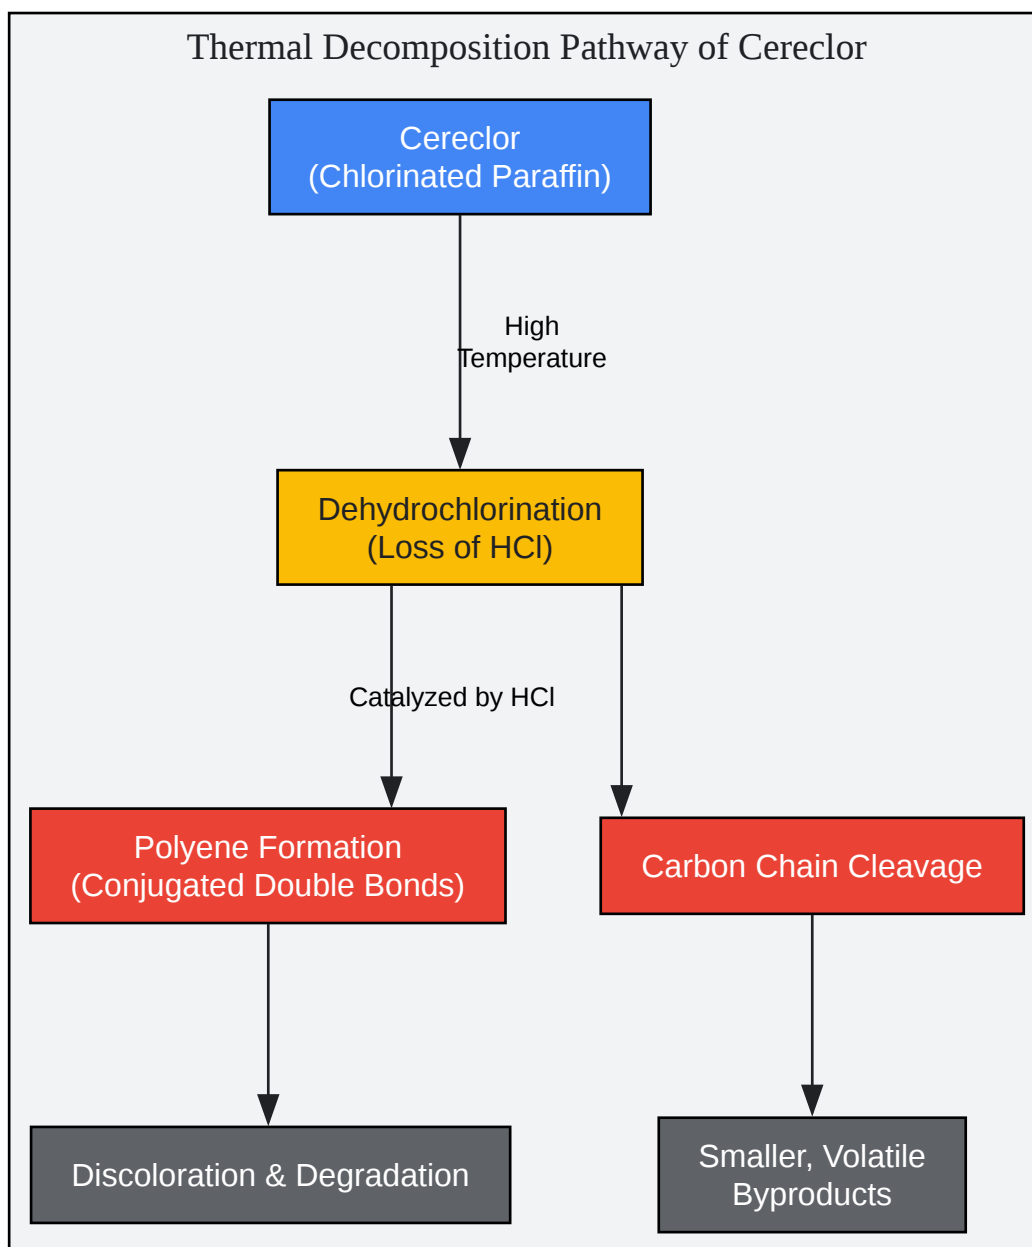 Thermal Decomposition Pathway of Cereclor
Cereclor
(Chlorinated Paraffin)
High
Temperature
Dehydrochlorination
(Loss of HCl)
Catalyzed by HCl
Polyene Formation
(Conjugated Double Bonds)
Carbon Chain Cleavage
Discoloration & Degradation
Smaller, Volatile
Byproducts